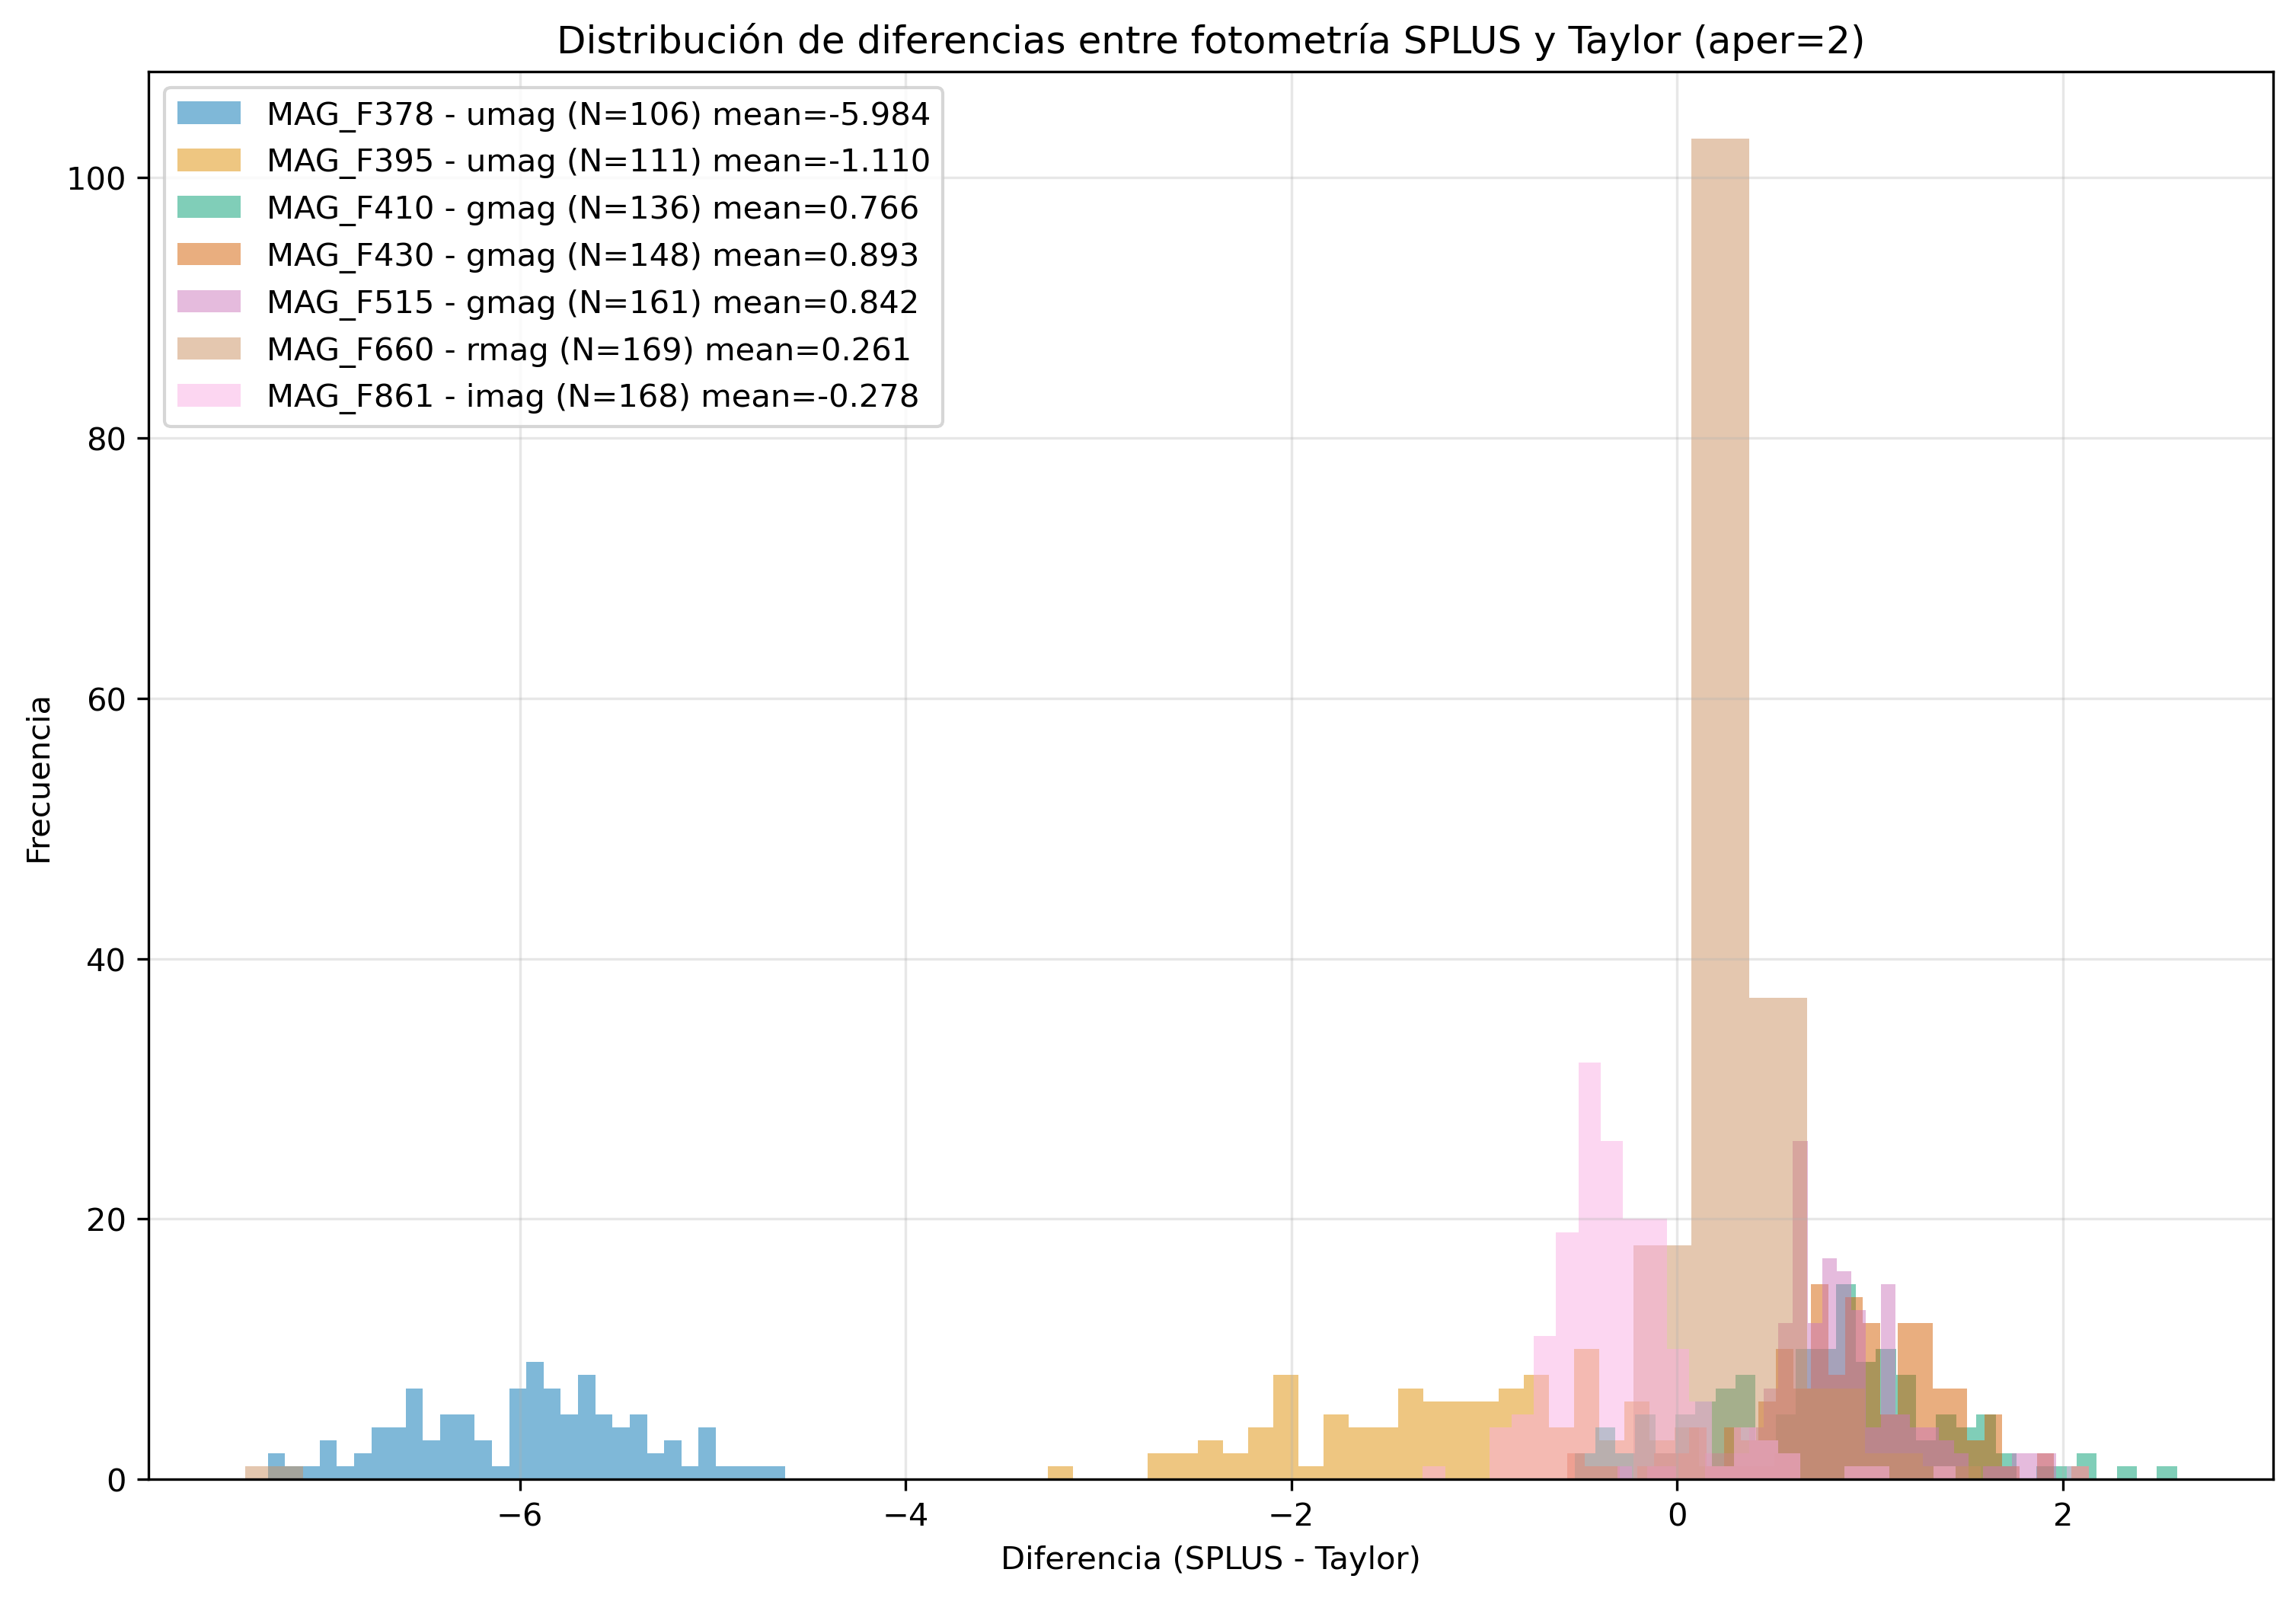 Distribución de diferencias entre fotometría SPLUS y Taylor (aper=2)
MAG_F378 - umag (N=106) mean=-5.984
MAG_F395 - umag (N=111) mean=-1.110
MAG_F410 - gmag (N=136) mean=0.766
MAG_F430 - gmag (N=148) mean=0.893
MAG_F515 - gmag (N=161) mean=0.842
MAG_F660 - rmag (N=169) mean=0.261
MAG_F861 - imag (N=168) mean=-0.278
100
80
60
40
20
0
Frecuencia
−6
−4
−2
0
2
Diferencia (SPLUS - Taylor)